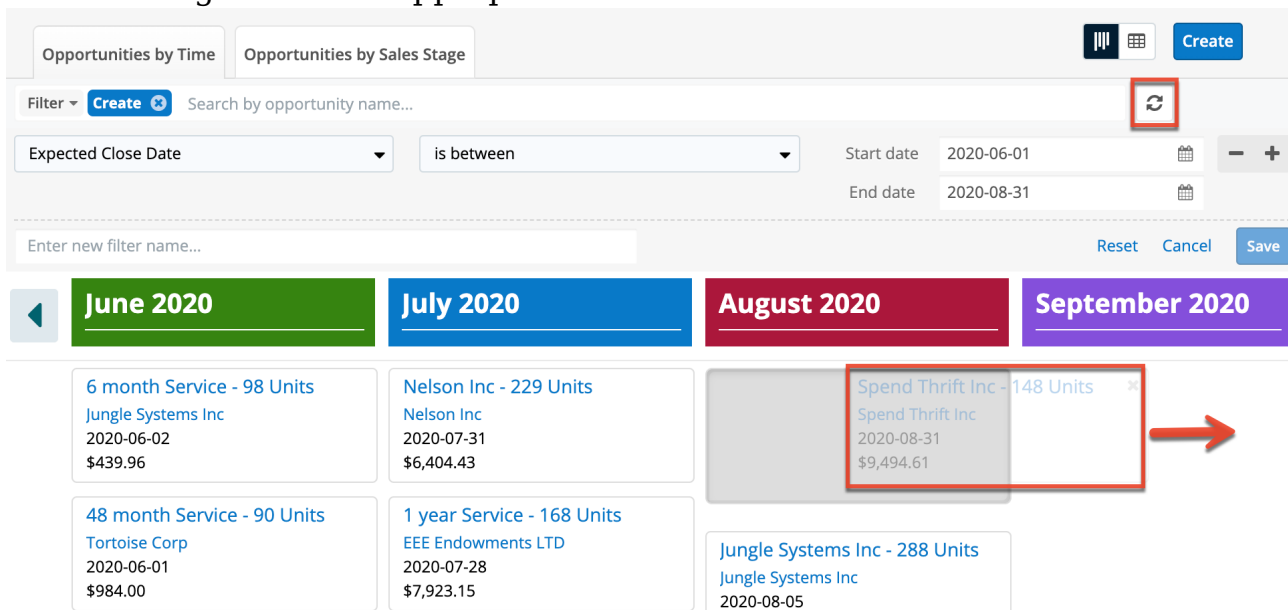 Opportunities by Time
Opportunities by Sales Stage
Create
Filter
Create
Search by opportunity name...
Expected Close Date
is between
Start date
2020-06-01
End date
2020-08-31
Enter new filter name...
Reset
Cancel
Save
June 2020
July 2020
August 2020
September 2020
6 month Service - 98 Units
Jungle Systems Inc
2020-06-02
$439.96
48 month Service - 90 Units
Tortoise Corp
2020-06-01
$984.00
Nelson Inc - 229 Units
Nelson Inc
2020-07-31
$6,404.43
1 year Service - 168 Units
EEE Endowments LTD
2020-07-28
$7,923.15
Spend Thrift Inc - 148 Units
Spend Thrift Inc
2020-08-31
$9,494.61
Jungle Systems Inc - 288 Units
Jungle Systems Inc
2020-08-05